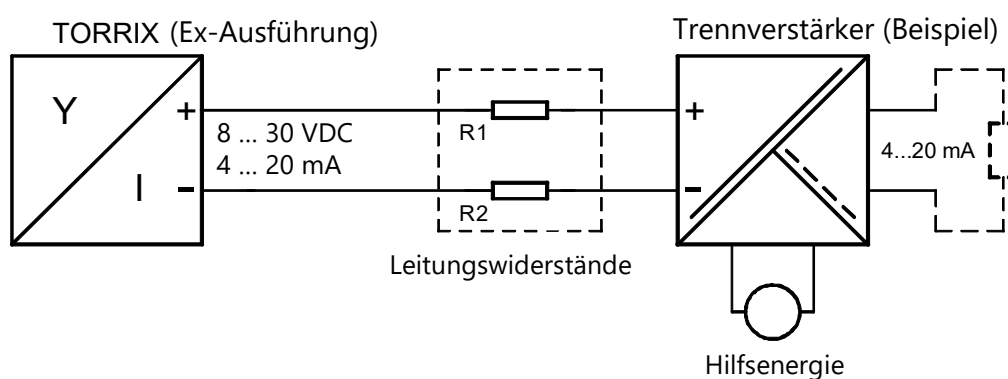 TORRIX (Ex-Ausführung)
Trennverstärker (Beispiel)
Y
I
+
−
8 ... 30 VDC
4 ... 20 mA
R1
R2
Leitungswiderstände
+
−
4...20 mA
Hilfsenergie